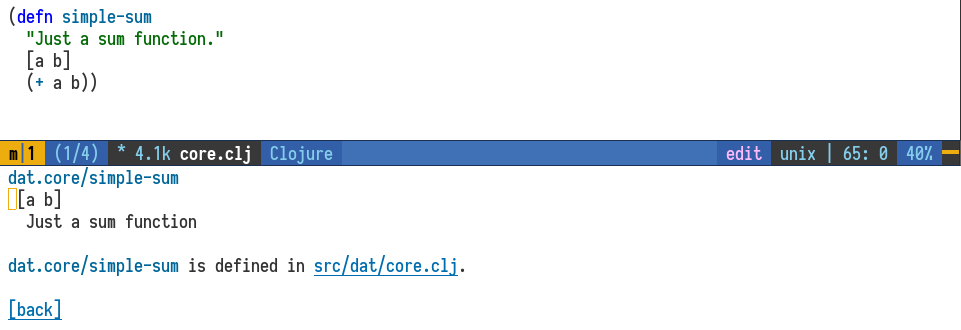 (defn simple-sum
"Just a sum function."
[a b]
(+ a b))
m|1 (1/4) * 4.1k core.clj Clojure edit unix | 65: 0 40%
dat.core/simple-sum
[a b]
Just a sum function
dat.core/simple-sum is defined in src/dat/core.clj.
[back]